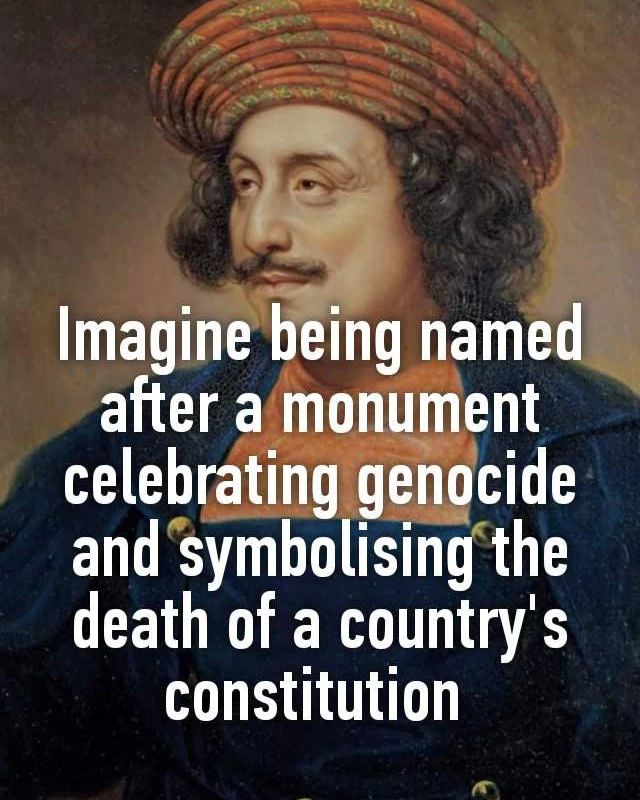 Imagine being named
after a monument
celebrating genocide
and symbolising the
death of a country's
constitution